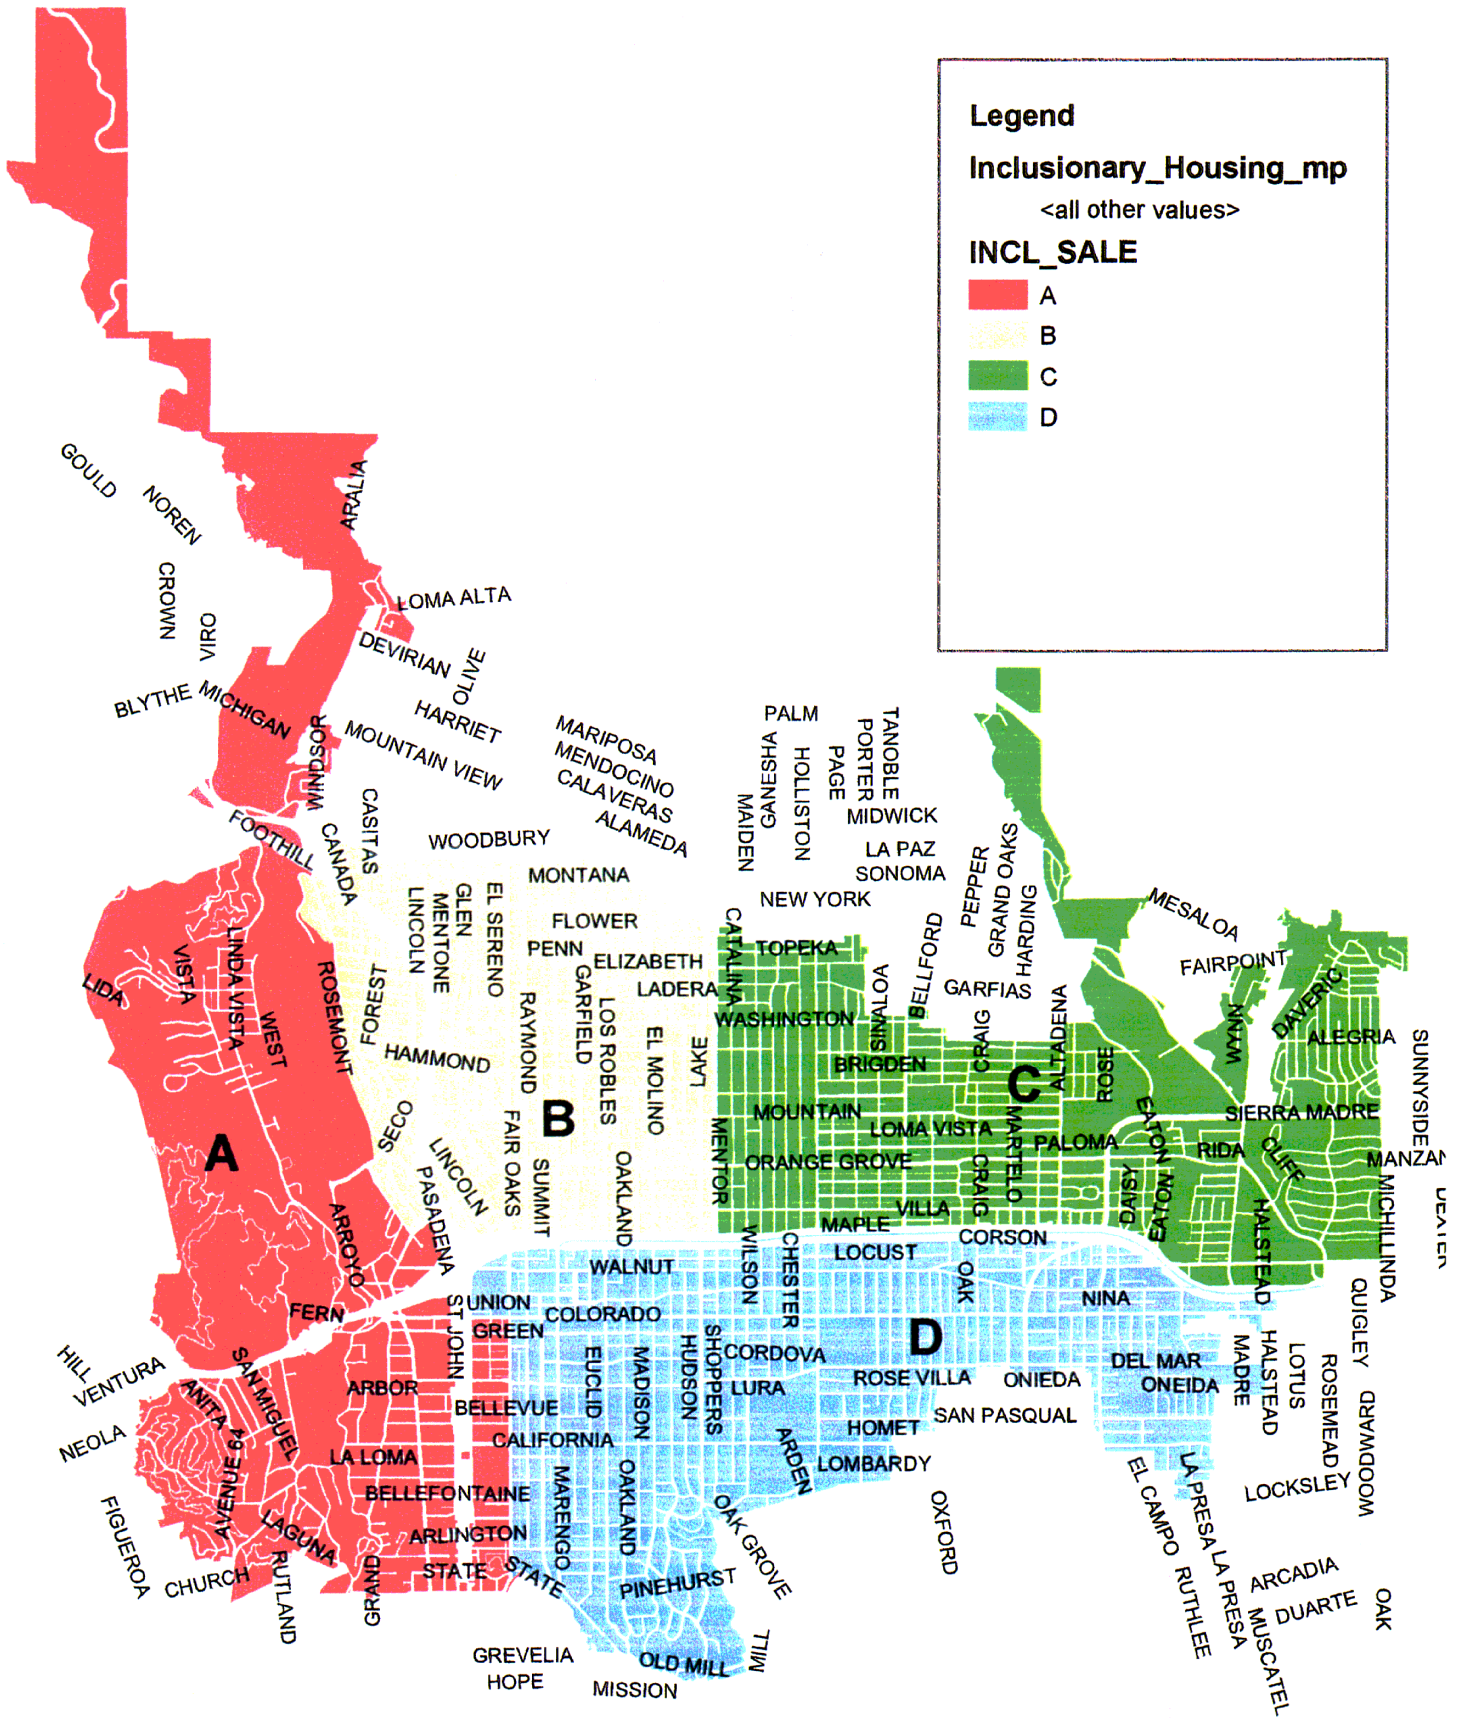 Legend
Inclusionary_Housing_mp
<all other values>
INCL_SALE
A
B
C
D
GOULD
NOREN
ARALIA
CROWN
VIRO
LOMA ALTA
DEVIRIAN
OLIVE
BLYTHE
MICHIGAN
HARRIET
WINDSOR
MOUNTAIN VIEW
MARIPOSA
MENDOCINO
CALAVERAS
ALAMEDA
PALM
GANESHA
HOLLISTON
PAGE
PORTER
TANOBLE
MAIDEN
MIDWICK
LA PAZ
SONOMA
NEW YORK
PEPPER
GRAND OAKS
HARDING
FOOTHILL
CANADA
CASITAS
WOODBURY
MONTANA
LINCOLN
MENTONE
GLEN
EL SERENO
FLOWER
PENN
ELIZABETH
LADERA
CATALINA
TOPEKA
SINALOA
BELLFORD
GARFIAS
MESALOA
FAIRPOINT
LIDA
VISTA
LINDA VISTA
WEST
ROSEMONT
FOREST
HAMMOND
RAYMOND
GARFIELD
LOS ROBLES
EL MOLINO
LAKE
WASHINGTON
BRIGDEN
CRAIG
ALTADENA
ROSE
WYNN
DAVERIC
ALEGRIA
SUNNYSIDE
A
B
C
SECO
LINCOLN
PASADENA
FAIR OAKS
SUMMIT
OAKLAND
MENTOR
MOUNTAIN
LOMA VISTA
MARTELO
PALOMA
EATON
SIERRA MADRE
ORANGE GROVE
CRAIG
RIDA
CLIFF
MANZAN
MICHILLINDA
DEXTER
DAISY
EATON
HALSTEAD
VILLA
MAPLE
CORSON
ARROYO
WILSON
CHESTER
LOCUST
OAK
WALNUT
FERN
ST JOHN
UNION
COLORADO
GREEN
NINA
D
QUIGLEY
HILL
VENTURA
SAN MIGUEL
ANITA
ARBOR
EUCLID
MADISON
HUDSON
SHOPPERS
CORDOVA
LURA
ROSE VILLA
ONIEDA
DEL MAR
ONEIDA
MADRE
HALSTEAD
LOTUS
ROSEMEAD
WOODWARD
NEOLA
AVENUE 64
BELLEVUE
CALIFORNIA
HOMET
SAN PASQUAL
LA LOMA
ARDEN
LOMBARDY
BELLEFONTAINE
MARENGO
OAKLAND
OAK GROVE
OXFORD
EL CAMPO
LA PRESA
LOCKSLEY
FIGUEROA
LAGUNA
ARLINGTON
CHURCH
RUTLAND
GRAND
STATE
STATE
PINEHURST
RUTHLEE
LA PRESA
MUSCATEL
ARCADIA
DUARTE
OAK
GREVELIA
HOPE
OLD MILL
MILL
MISSION